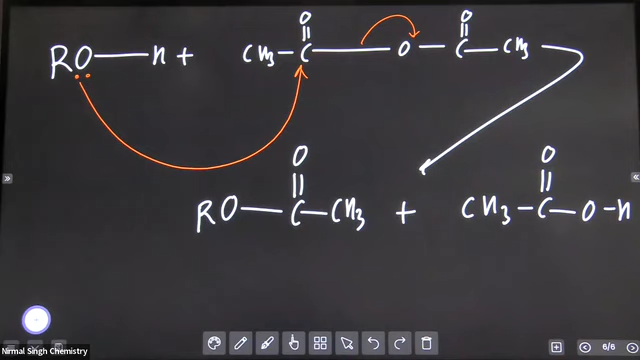 O O
RO—H + CH3—C—O—C—CH3
O O
RO—C—CH3 + CH3—C—O—H
Nirmal Singh Chemistry
6/6